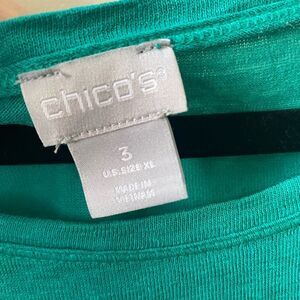 chico's®
3
U.S. SIZE XL
MADE IN
VIETNAM